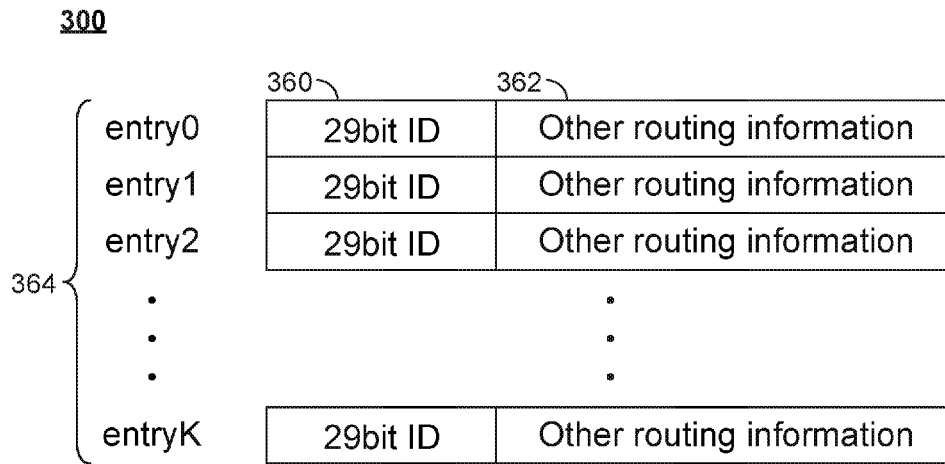 300
360 362
entry0 29bit ID Other routing information
entry1 29bit ID Other routing information
entry2 29bit ID Other routing information
364
entryK 29bit ID Other routing information